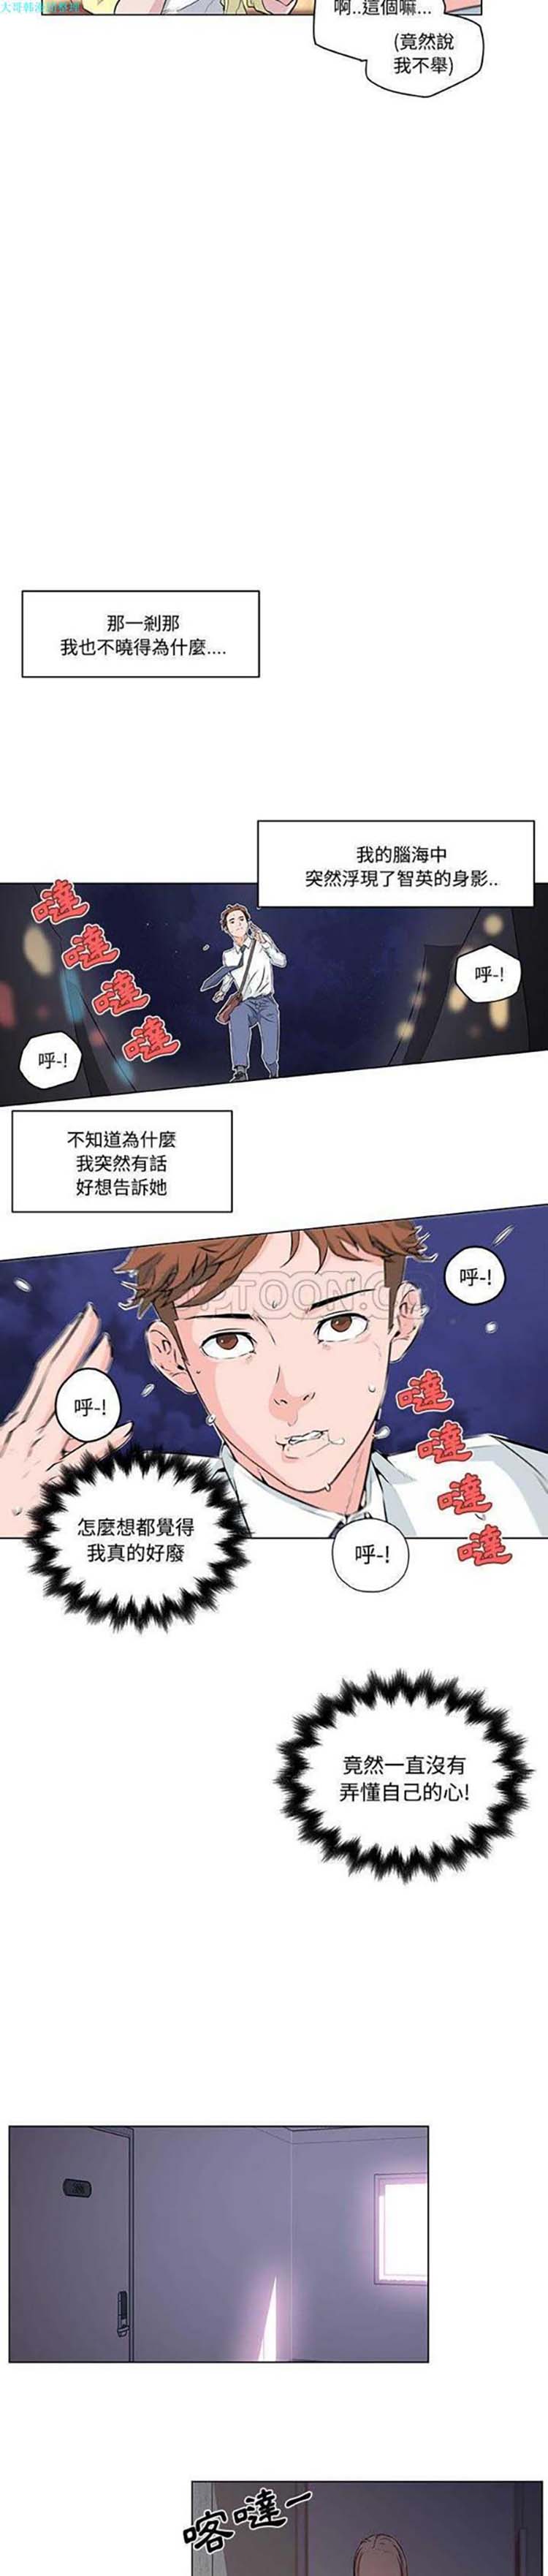 啊..這個嘛...
(竟然說
我不舉)
那一剎那
我也不曉得為什麼....
我的腦海中
突然浮現了智英的身影..
噠
噠
噠
噠
呼-!
呼-!
不知道為什麼
我突然有話
好想告訴她
呼-!
呼-!
噠
噠
噠
噠
怎麼想都覺得
我真的好廢
呼-!
竟然一直沒有
弄懂自己的心!
喀噠一